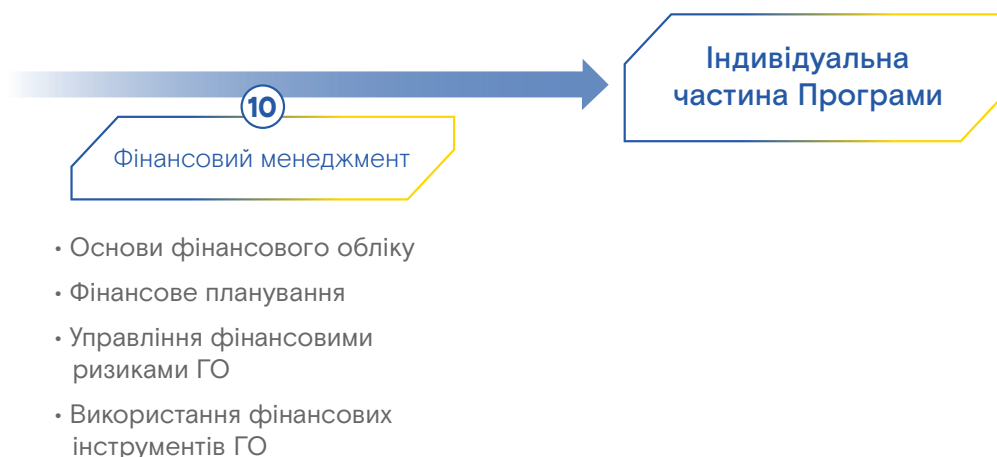 Індивідуальна
частина Програми
10
Фінансовий менеджмент
• Основи фінансового обліку
• Фінансове планування
• Управління фінансовими
ризиками ГО
• Використання фінансових
інструментів ГО